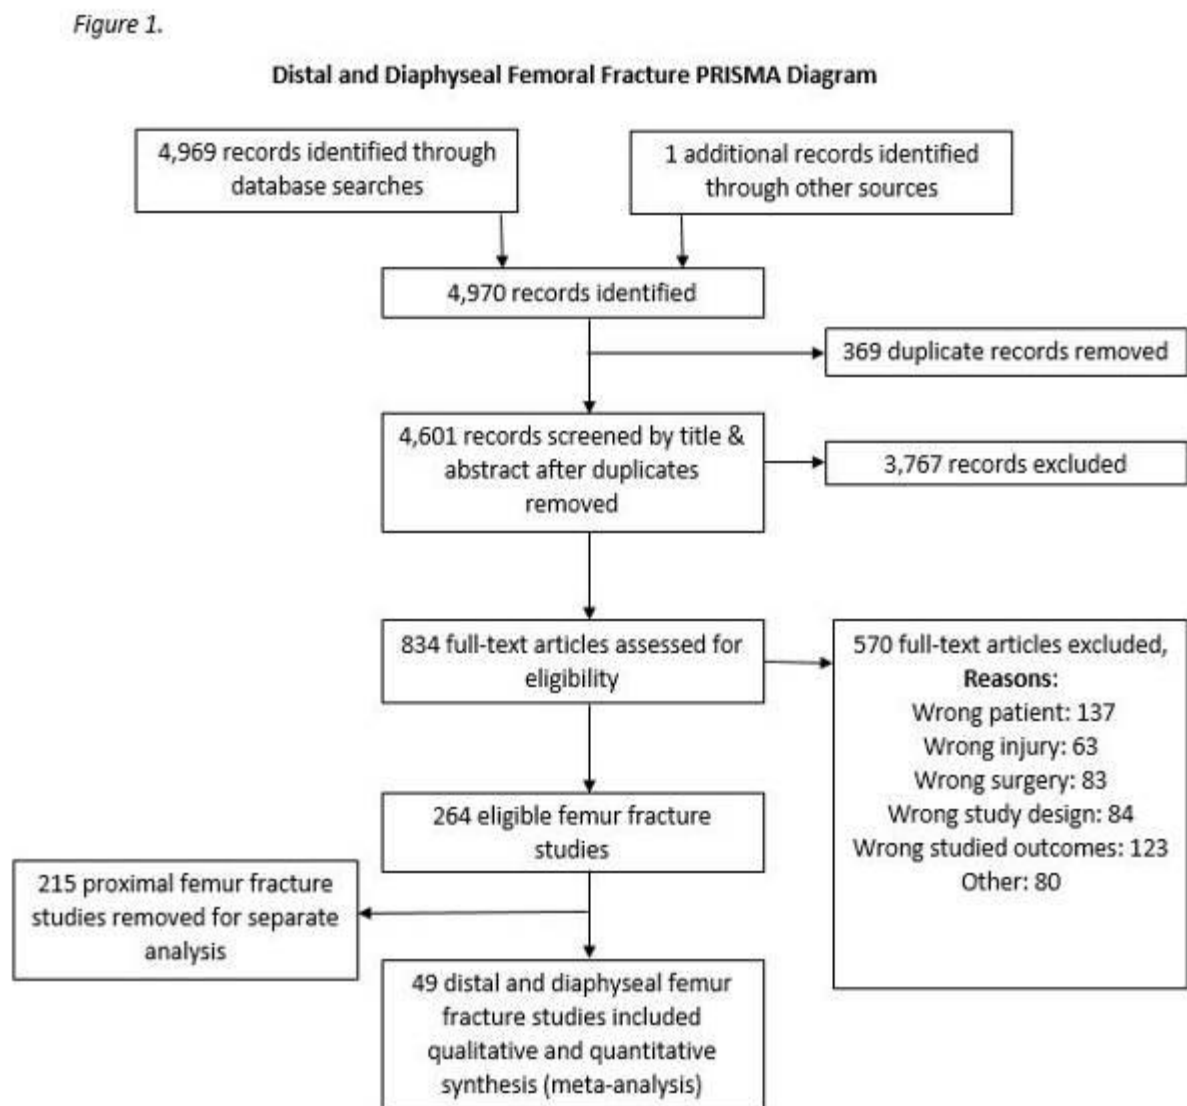 Figure 1.
Distal and Diaphyseal Femoral Fracture PRISMA Diagram
4,969 records identified through
database searches
1 additional records identified
through other sources
4,970 records identified
369 duplicate records removed
4,601 records screened by title &
abstract after duplicates
removed
3,767 records excluded
834 full-text articles assessed for
eligibility
570 full-text articles excluded,
Reasons:
Wrong patient: 137
Wrong injury: 63
Wrong surgery: 83
Wrong study design: 84
Wrong studied outcomes: 123
Other: 80
264 eligible femur fracture
studies
215 proximal femur fracture
studies removed for separate
analysis
49 distal and diaphyseal femur
fracture studies included
qualitative and quantitative
synthesis (meta-analysis)